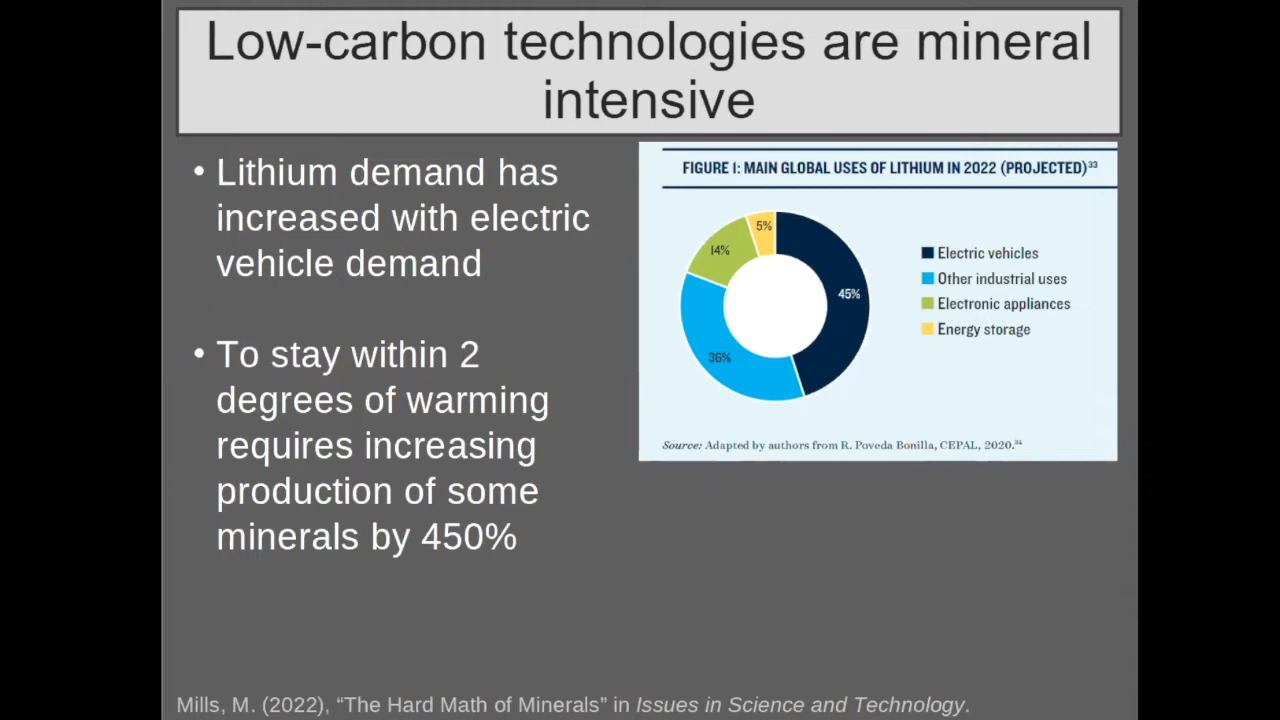 Low-carbon technologies are mineral
intensive
• Lithium demand has
increased with electric
vehicle demand
• To stay within 2
degrees of warming
requires increasing
production of some
minerals by 450%
FIGURE 1: MAIN GLOBAL USES OF LITHIUM IN 2022 (PROJECTED)³³
5%
14%
45%
36%
Electric vehicles
Other industrial uses
Electronic appliances
Energy storage
Source: Adapted by authors from R. Poveda Bonilla, CEPAL, 2020.³⁴
Mills, M. (2022), “The Hard Math of Minerals” in Issues in Science and Technology.